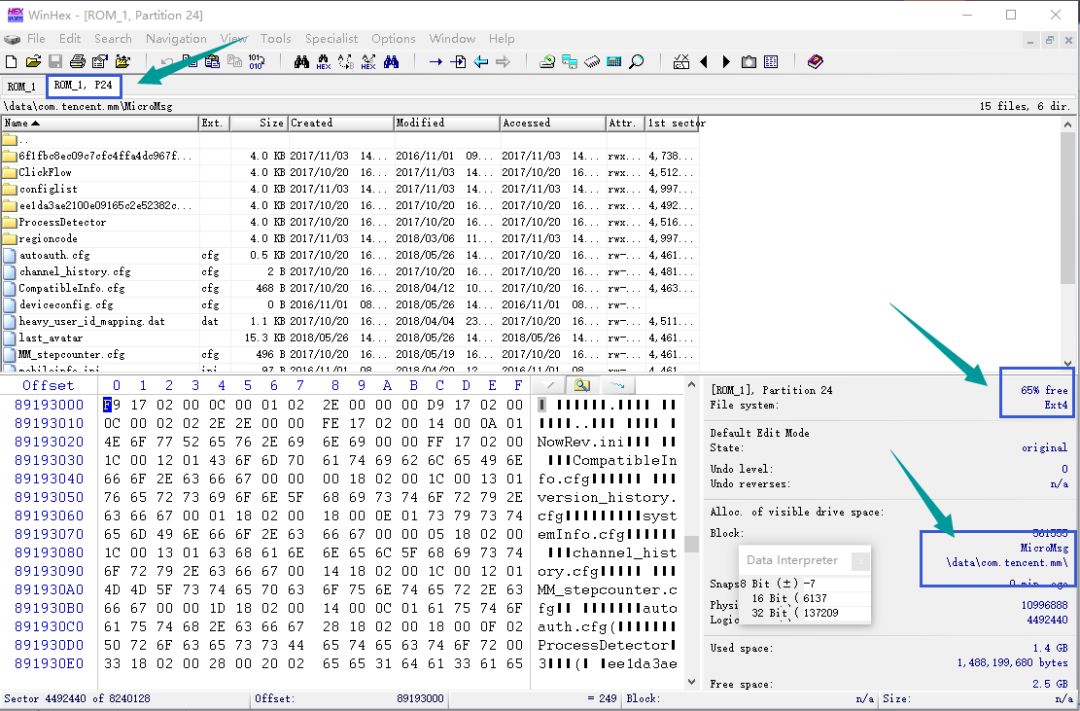 WinHex - [ROM_1, Partition 24]
File Edit Search Navigation View Tools Specialist Options Window Help
ROM_1 ROM_1, P24
\data\com.tencent.mm\MicroMsg 15 files, 6 dir.
Name Ext. Size Created Modified Accessed Attr. 1st sector
..
6f1fbc8ec09c7cfc4ffa4dc967f... 4.0 KB 2017/11/03 14... 2016/11/01 09... 2017/11/03 14... rwx... 4,738...
ClickFlow 4.0 KB 2017/10/20 16... 2017/11/03 14... 2017/10/20 16... rwx... 4,512...
configlist 4.0 KB 2017/11/03 14... 2017/11/03 14... 2017/11/03 14... rwx... 4,997...
ee1da3ae2100e09165c2e52382c... 4.0 KB 2017/10/20 16... 2017/11/03 14... 2017/10/20 16... rwx... 4,492...
ProcessDetector 4.0 KB 2017/10/20 16... 2017/11/03 14... 2017/10/20 16... rwx... 4,516...
regioncode 4.0 KB 2017/11/03 14... 2018/03/06 11... 2017/11/03 14... rwx... 4,997...
autoauth.cfg cfg 0.5 KB 2017/10/20 16... 2018/05/26 14... 2017/10/20 16... rw-... 4,461...
channel_history.cfg cfg 2 B 2017/10/20 16... 2017/10/20 16... 2017/10/20 16... rw-... 4,481...
CompatibleInfo.cfg cfg 468 B 2017/10/20 16... 2018/04/12 10... 2017/10/20 16... rw-... 4,463...
deviceconfig.cfg cfg 0 B 2016/11/01 08... 2018/05/26 14... 2016/11/01 08... rw-...
heavy_user_id_mapping.dat dat 1.1 KB 2017/10/20 16... 2018/04/04 23... 2017/10/20 16... rw-... 4,511...
last_avatar 15.3 KB 2018/05/26 14... 2018/05/26 14... 2018/05/26 14... rw-... 4,461...
MM_stepcounter.cfg cfg 496 B 2017/10/20 16... 2018/05/19 16... 2017/10/20 16... rw-... 4,461...
Offset 0 1 2 3 4 5 6 7 8 9 A B C D E F
89193000 F9 17 02 00 0C 00 01 02 2E 00 00 00 D9 17 02 00
89193010 0C 00 02 02 2E 2E 00 00 FE 17 02 00 14 00 0A 01
89193020 4E 6F 77 52 65 76 2E 69 6E 69 00 00 FF 17 02 00 NowRev.ini
89193030 1C 00 12 01 43 6F 6D 70 61 74 69 62 6C 65 49 6E CompatibleIn
89193040 66 6F 2E 63 66 67 00 00 00 18 02 00 1C 00 13 01 fo.cfg
89193050 76 65 72 73 69 6F 6E 5F 68 69 73 74 6F 72 79 2E version_history.
89193060 63 66 67 00 01 18 02 00 18 00 0E 01 73 79 73 74 cfg syst
89193070 65 6D 49 6E 66 6F 2E 63 66 67 00 00 05 18 02 00 emInfo.cfg
89193080 1C 00 13 01 63 68 61 6E 6E 65 6C 5F 68 69 73 74 channel_hist
89193090 6F 72 79 2E 63 66 67 00 14 18 02 00 1C 00 12 01 ory.cfg
891930A0 4D 4D 5F 73 74 65 70 63 6F 75 6E 74 65 72 2E 63 MM_stepcounter.c
891930B0 66 67 00 00 1D 18 02 00 14 00 0C 01 61 75 74 6F fg auto
891930C0 61 75 74 68 2E 63 66 67 28 18 02 00 18 00 0F 02 auth.cfg(
891930D0 50 72 6F 63 65 73 73 44 65 74 65 63 74 6F 72 00 ProcessDetector
891930E0 33 18 02 00 28 00 20 02 65 65 31 64 61 33 61 65 3 ( ee1da3ae
[ROM_1], Partition 24 65% free
File system: Ext4
Default Edit Mode
State: original
Undo level: 0
Undo reverses: n/a
Alloc. of visible drive space:
Block: 561555
MicroMsg
\data\com.tencent.mm\
0 min. ago
10996888
4492440
Used space: 1.4 GB
1,488,199,680 bytes
Free space: 2.5 GB
Data Interpreter
8 Bit (±) -7
16 Bit ( 6137
32 Bit ( 137209
Sector 4492440 of 8240128 Offset: 89193000 = 249 Block: n/a Size: n/a